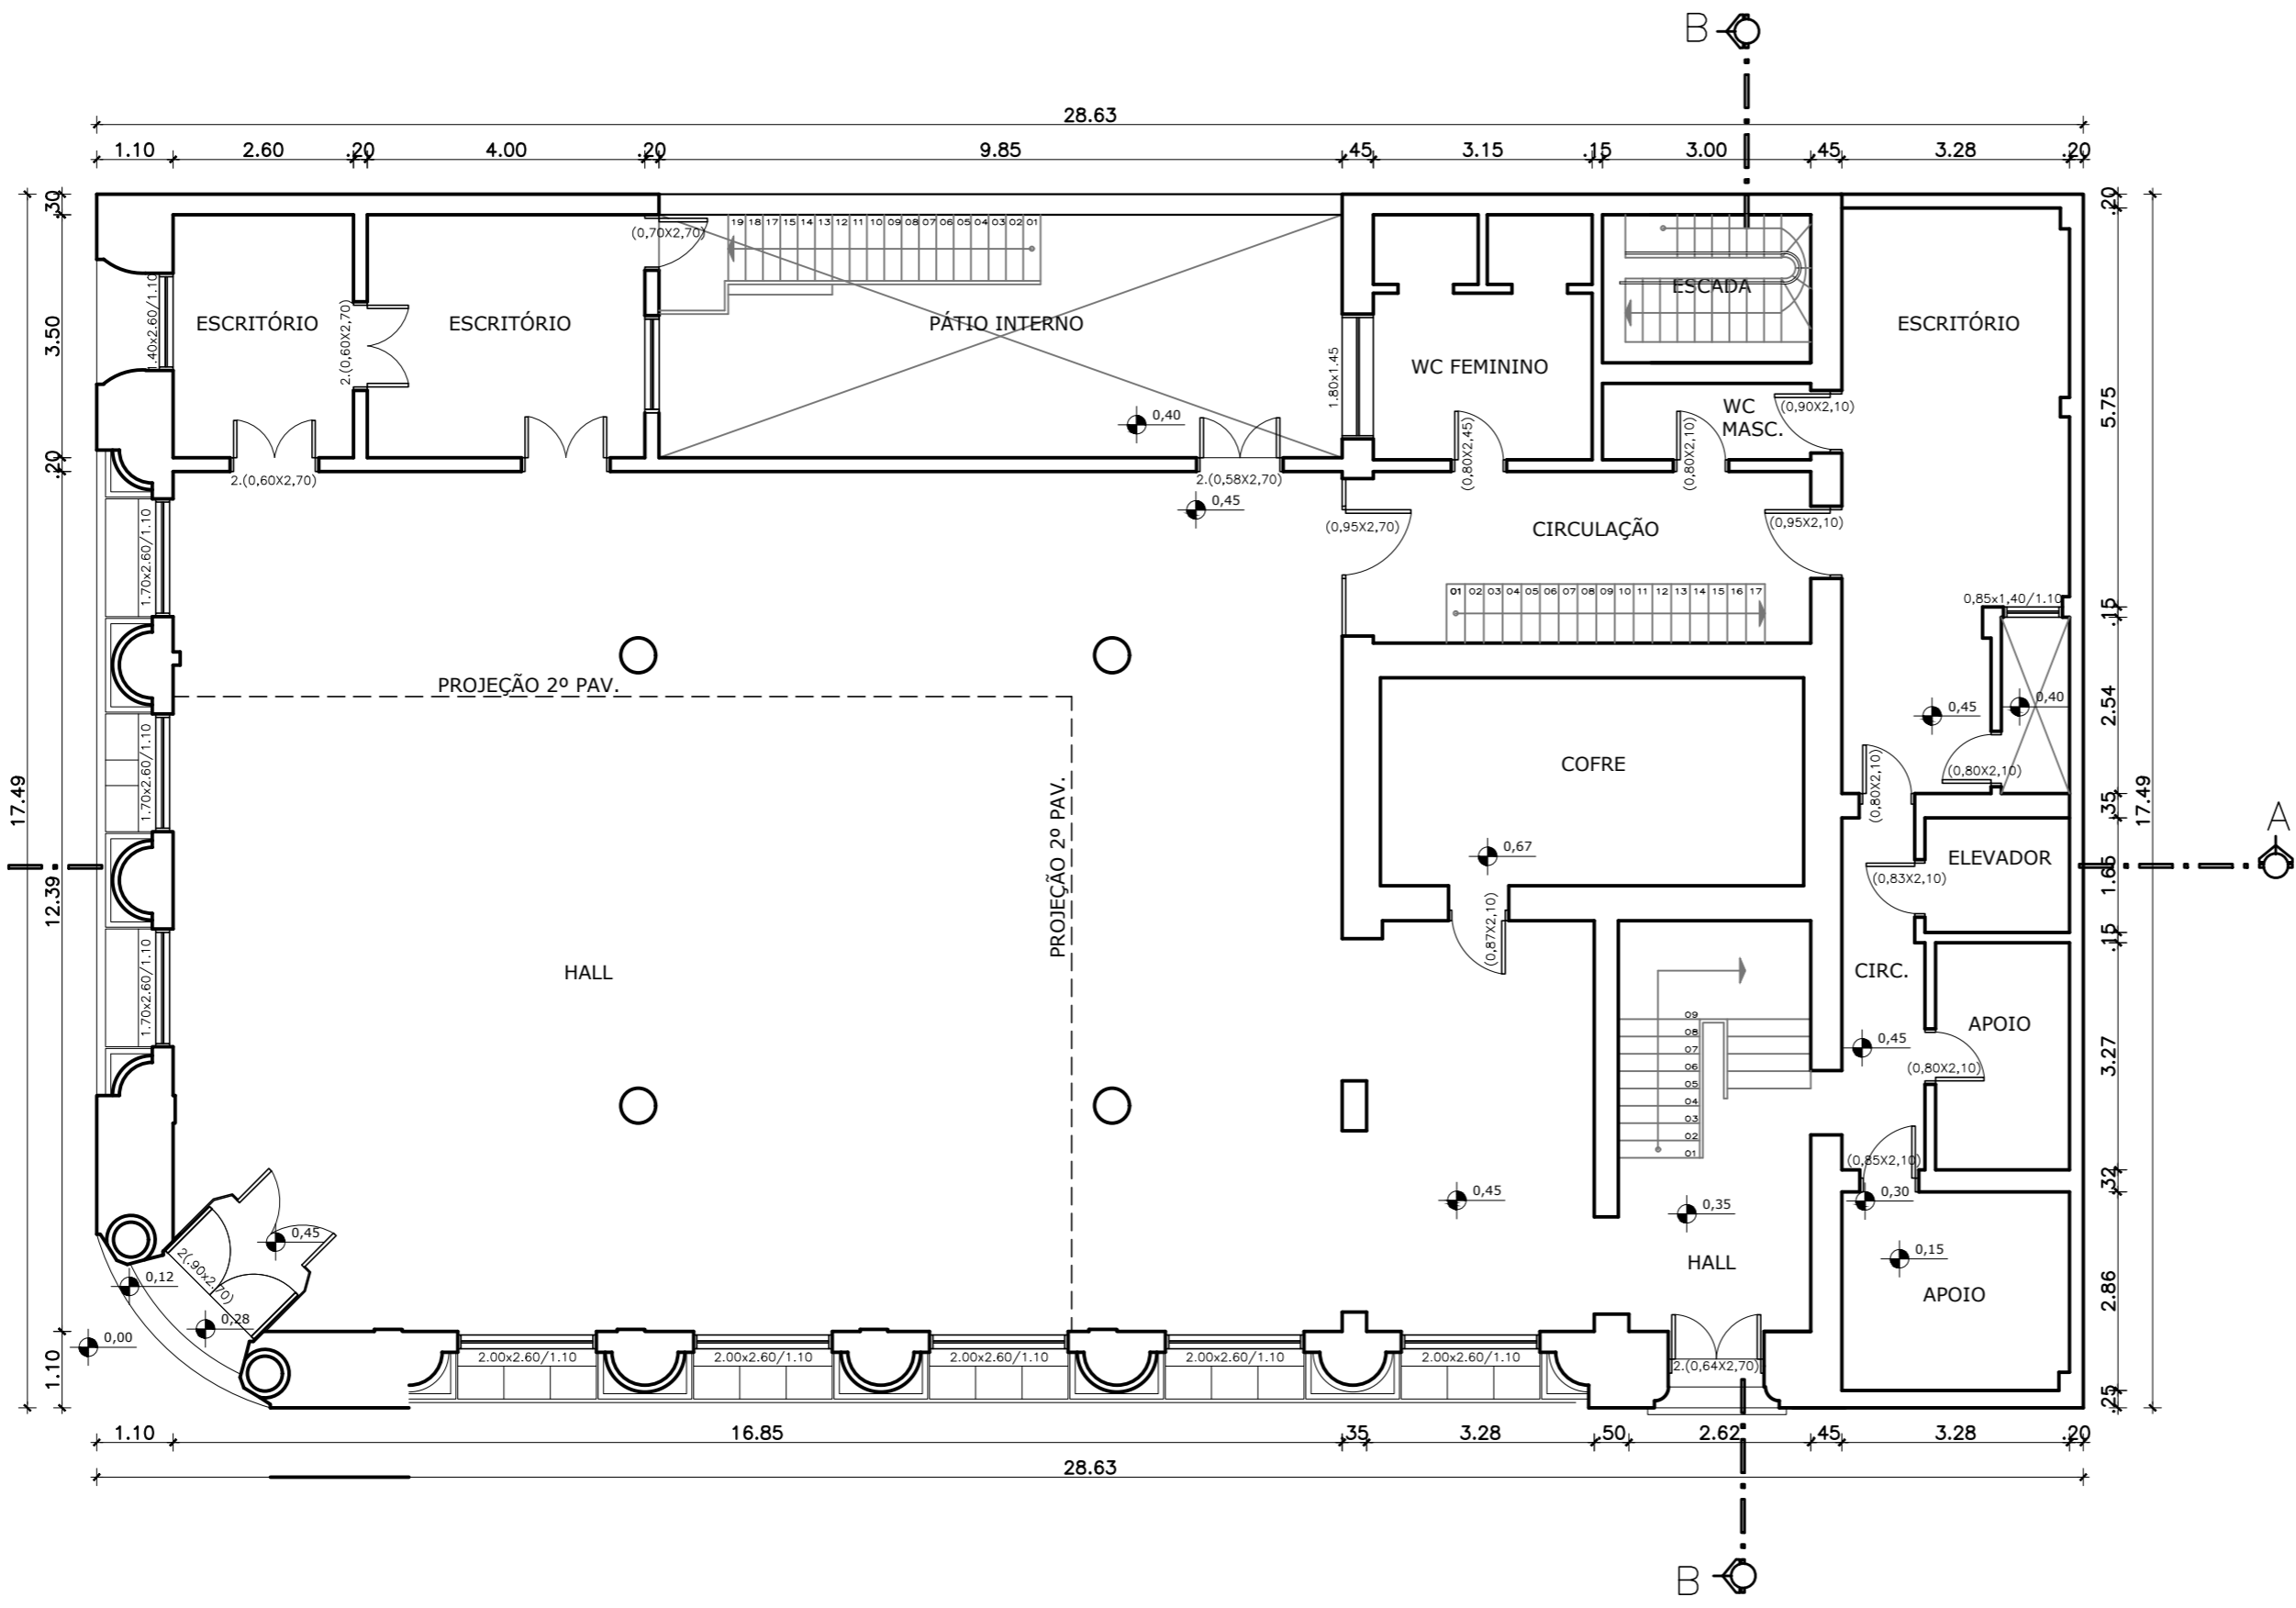 B
28.63
1.10 2.60 .20 4.00 .20 9.85 .45 3.15 .15 3.00 .45 3.28 .20
.30
.20
19 18 17 15 14 13 12 11 10 09 08 07 06 05 04 03 02 01
(0,70X2,70)
1.40x2.60/1.10
3.50
ESCRITÓRIO
2.(0,60X2,70)
ESCRITÓRIO
PÁTIO INTERNO
1.80x1.45
WC FEMININO
ESCADA
ESCRITÓRIO
WC
MASC.
(0,90X2,10)
5.75
0,40
(0,80X2,45)
(0,80X2,10)
.20
2.(0,60X2,70)
2.(0,58X2,70)
0,45
(0,95X2,70)
CIRCULAÇÃO
(0,95X2,10)
1.70x2.60/1.10
01 02 03 04 05 06 07 08 09 10 11 12 13 14 15 16 17
0,85x1,40/1.10
.15
PROJEÇÃO 2º PAV.
0,45
0,40
2.54
1.70x2.60/1.10
COFRE
(0,80X2,10)
(0,80X2,10)
17.49
.35
17.49
PROJEÇÃO 2º PAV.
0,67
ELEVADOR
(0,83X2,10)
1.65
A
12.39
(0,87X2,10)
.15
1.70x2.60/1.10
HALL
CIRC.
09
08
07
06
05
04
03
02
01
APOIO
0,45
(0,80X2,10)
3.27
(0,85X2,10)
.32
0,45
0,35
0,30
0,45
2(.90x2.70)
0,12
0,28
0,00
HALL
0,15
APOIO
2.86
1.10
2.00x2.60/1.10 2.00x2.60/1.10 2.00x2.60/1.10 2.00x2.60/1.10 2.00x2.60/1.10
2.(0,64X2,70)
.25
1.10 16.85 .35 3.28 .50 2.62 .45 3.28 .20
28.63
B